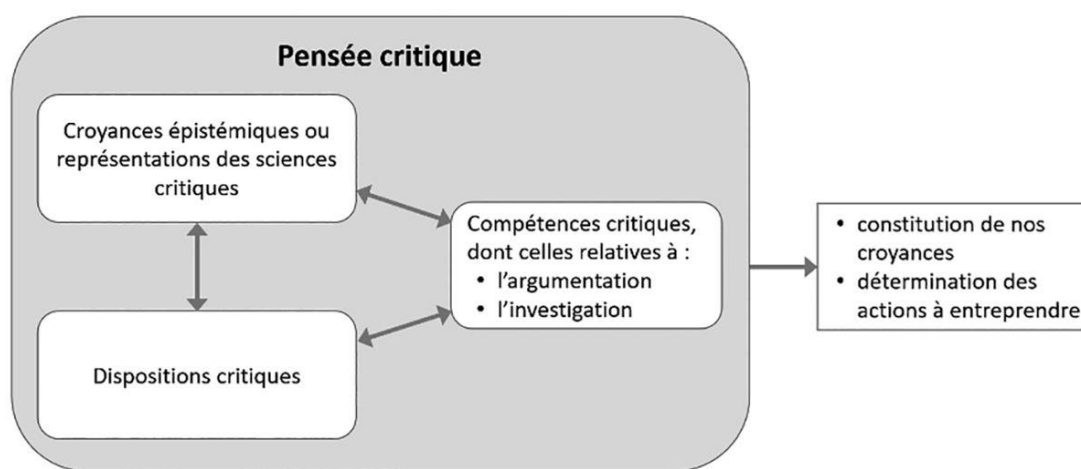 Pensée critique
Croyances épistémiques ou
représentations des sciences
critiques
Dispositions critiques
Compétences critiques,
dont celles relatives à :
• l'argumentation
• l'investigation
• constitution de nos
croyances
• détermination des
actions à entreprendre